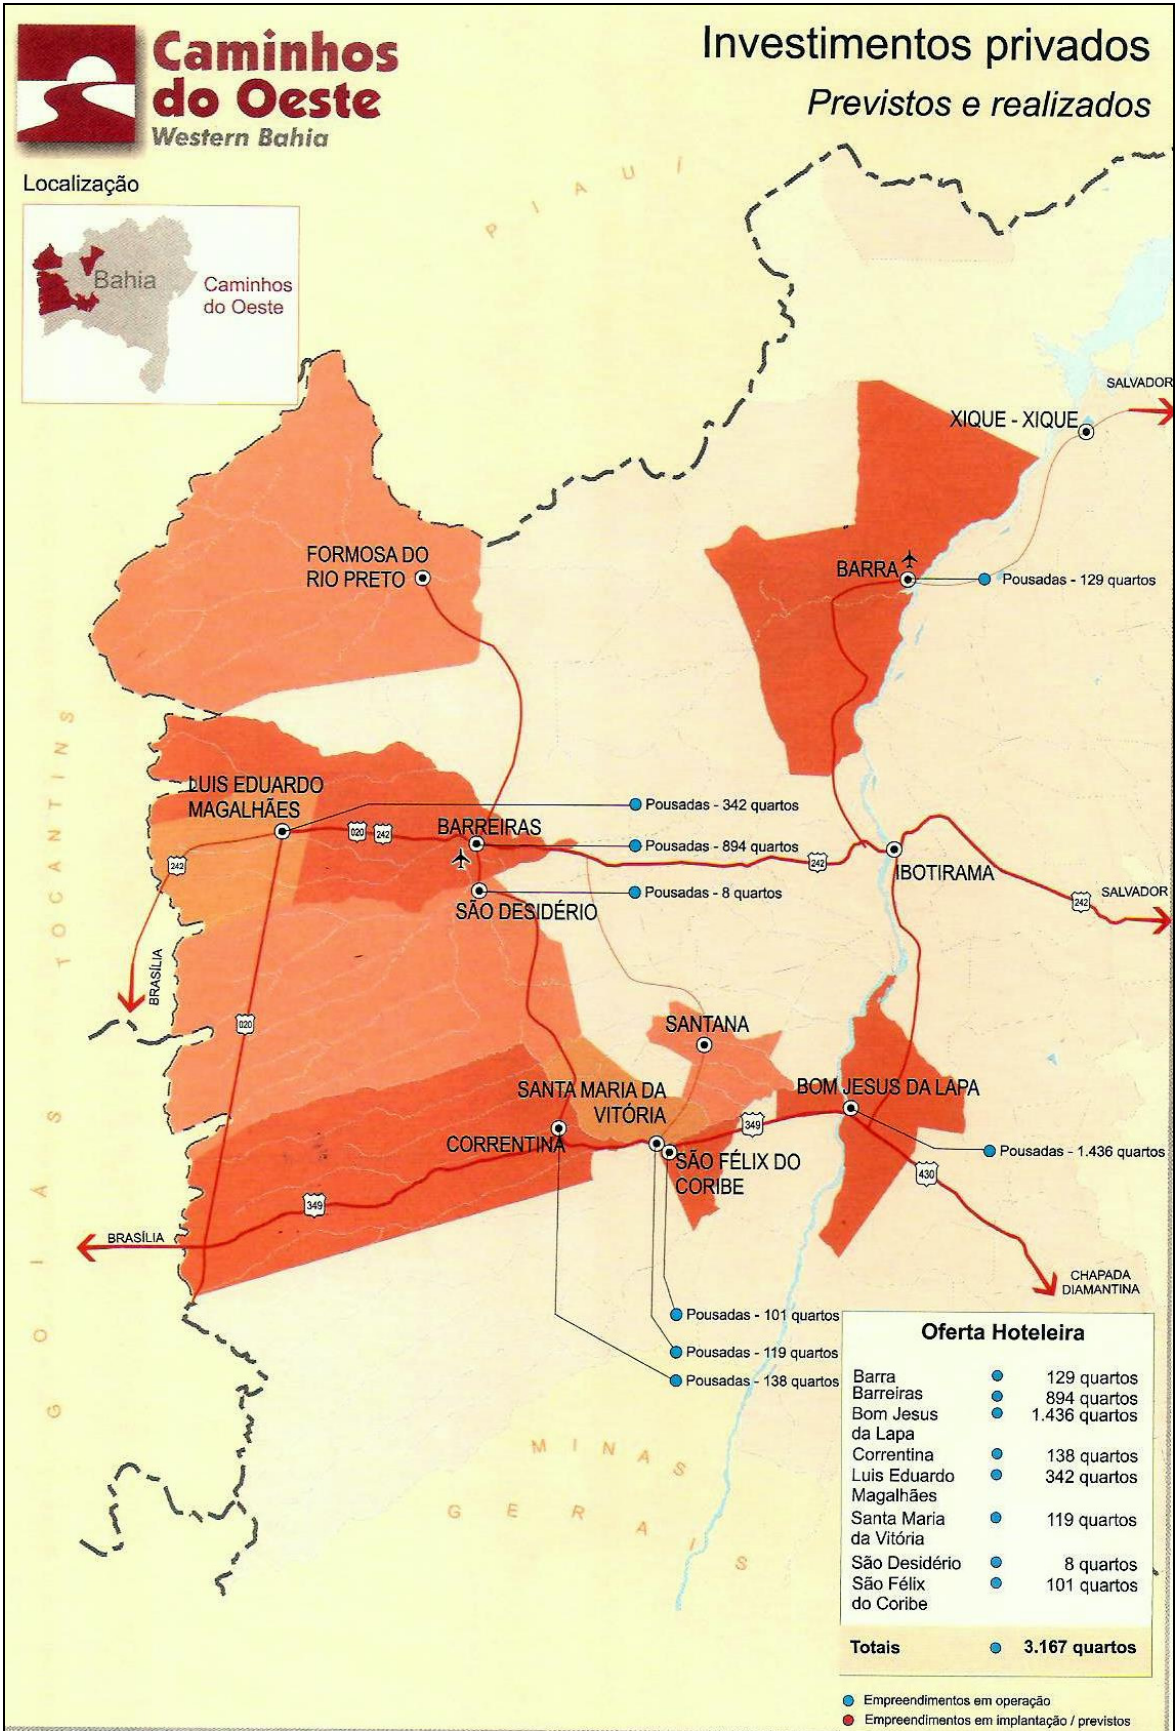 Caminhos
do Oeste
Western Bahia
Investimentos privados
Previstos e realizados
Localização
Bahia
Caminhos
do Oeste
PIAUÍ
SALVADOR
XIQUE - XIQUE
FORMOSA DO
RIO PRETO
BARRA
Pousadas - 129 quartos
TOCANTINS
LUIS EDUARDO
MAGALHÃES
Pousadas - 342 quartos
020
242
BARREIRAS
Pousadas - 894 quartos
242
242
IBOTIRAMA
Pousadas - 8 quartos
SÃO DESIDÉRIO
242
SALVADOR
BRASÍLIA
020
SANTANA
SANTA MARIA DA
VITÓRIA
BOM JESUS DA LAPA
349
CORRENTINA
SÃO FÉLIX DO
CORIBE
Pousadas - 1.436 quartos
430
349
BRASÍLIA
GOIÁS
CHAPADA
DIAMANTINA
Pousadas - 101 quartos
Pousadas - 119 quartos
Pousadas - 138 quartos
MINAS
GERAIS
Oferta Hoteleira
Barra 129 quartos
Barreiras 894 quartos
Bom Jesus 1.436 quartos
da Lapa
Correntina 138 quartos
Luis Eduardo 342 quartos
Magalhães
Santa Maria 119 quartos
da Vitória
São Desidério 8 quartos
São Félix 101 quartos
do Coribe
Totais 3.167 quartos
Empreendimentos em operação
Empreendimentos em implantação / previstos